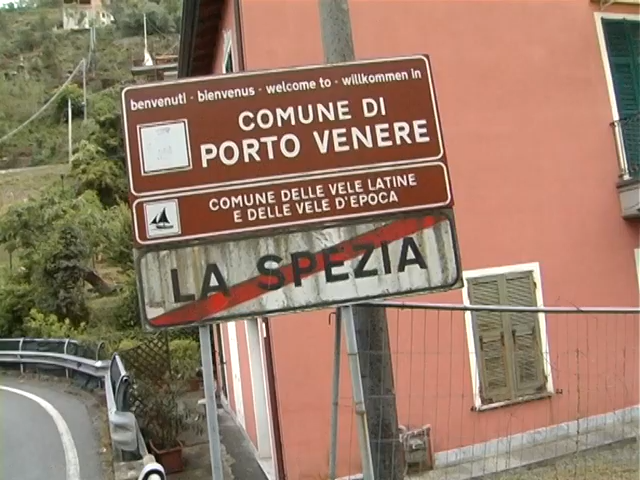 benvenuti - bienvenus - welcome to - willkommen in
COMUNE DI
PORTO VENERE
COMUNE DELLE VELE LATINE
E DELLE VELE D'EPOCA
LA SPEZIA